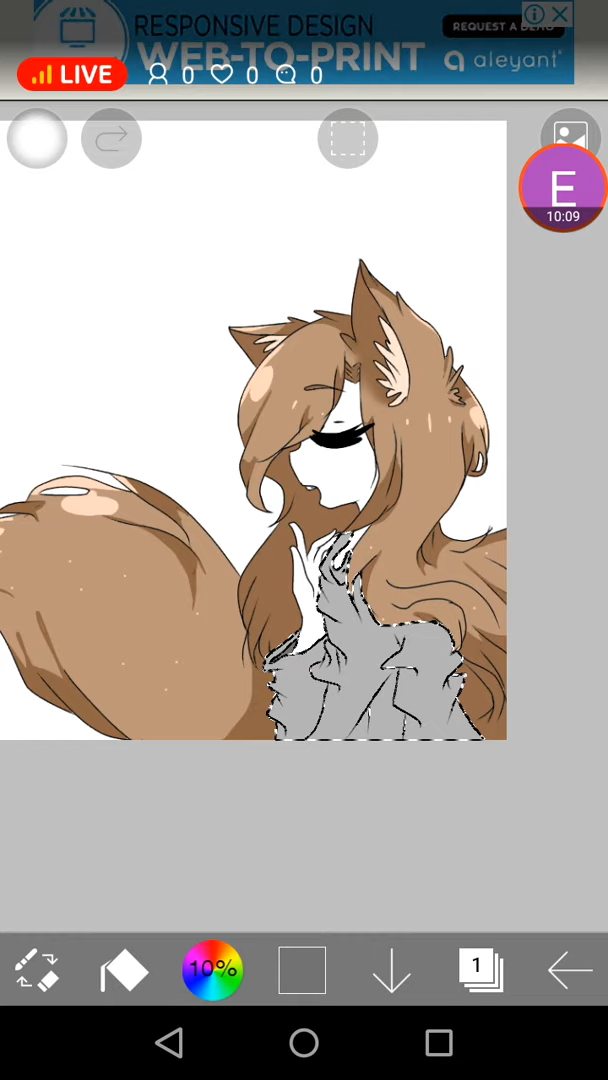 RESPONSIVE DESIGN
WEB-TO-PRINT
REQUEST A DEMO
aleyant
LIVE 0 0 0
E
10:09
10%
1